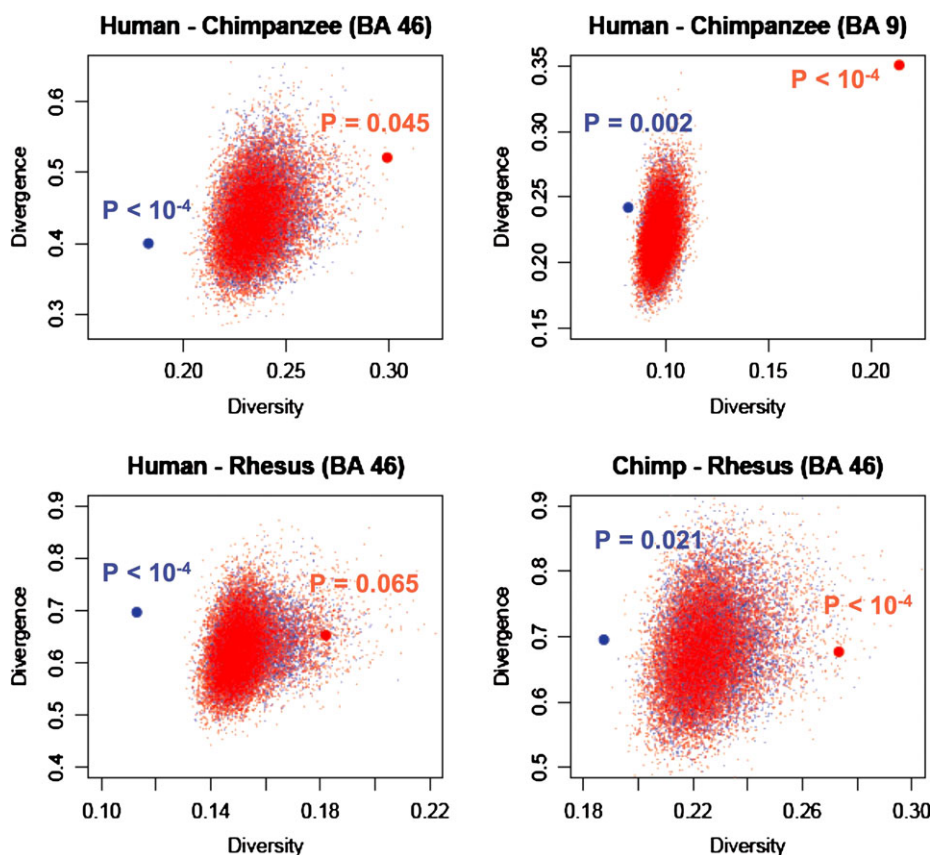 Human - Chimpanzee (BA 46)
Divergence
0.6
0.5
0.4
0.3
P = 0.045
P < 10-4
0.20 0.25 0.30
Diversity
Human - Chimpanzee (BA 9)
Divergence
0.35
0.30
0.25
0.20
0.15
P < 10-4
P = 0.002
0.10 0.15 0.20
Diversity
Human - Rhesus (BA 46)
Divergence
0.9
0.8
0.7
0.6
0.5
0.4
P < 10-4
P = 0.065
0.10 0.14 0.18 0.22
Diversity
Chimp - Rhesus (BA 46)
Divergence
0.9
0.8
0.7
0.6
0.5
P = 0.021
P < 10-4
0.18 0.22 0.26 0.30
Diversity